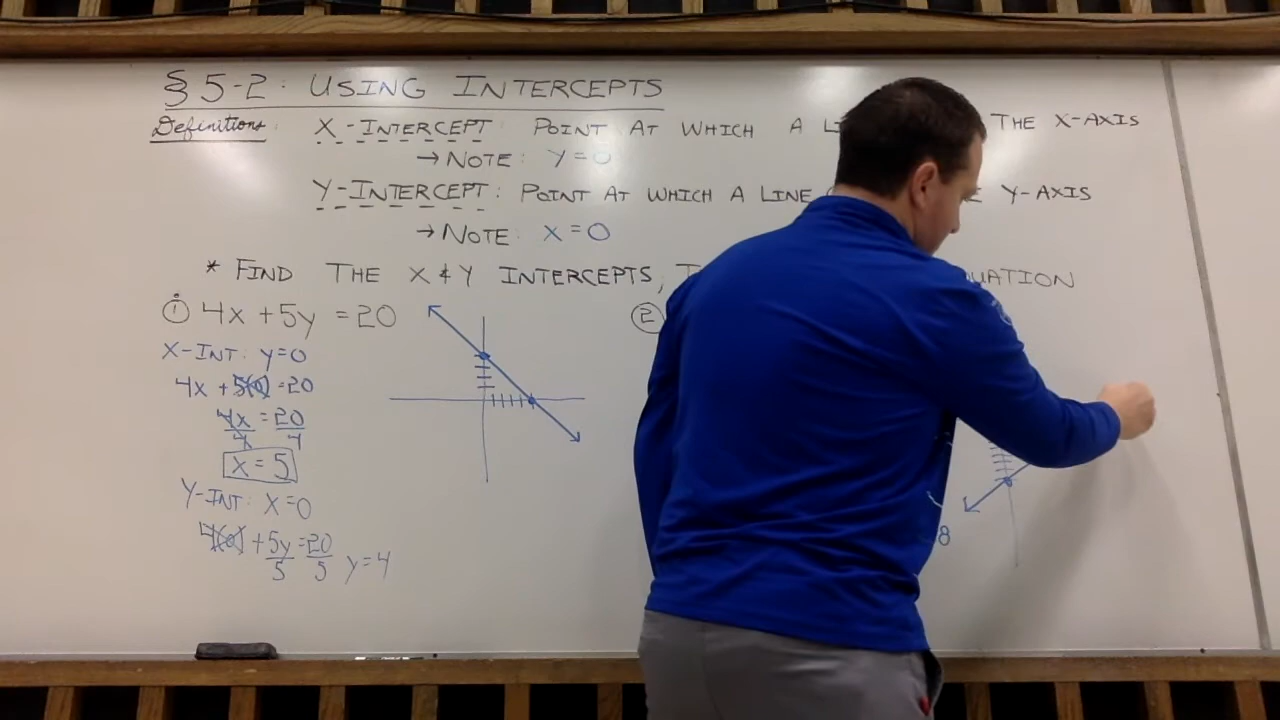 § 5-2: USING INTERCEPTS
Definitions: X-INTERCEPT: POINT AT WHICH A THE X-AXIS
→ NOTE: y=0
Y-INTERCEPT: POINT AT WHICH A LINE Y-AXIS
→ NOTE: X=0
* FIND THE X & Y INTERCEPTS,
① 4x + 5y = 20
X-INT: y=0
4x + 5(0) = 20
4x = 20
4 4
x = 5
Y-INT: X=0
4(0) + 5y = 20
5 5 y=4
②
8